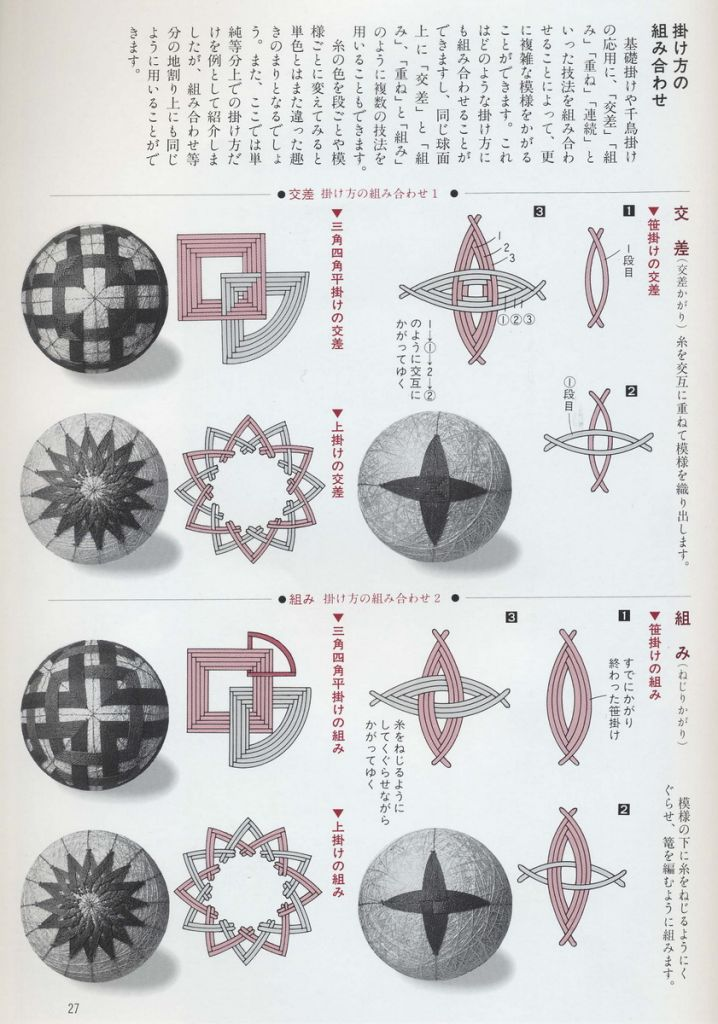 掛け方の
組み合わせ
基礎掛けや千鳥掛け
の応用に、「交差」「組
み」「重ね」「連続」と
いった技法を組み合わ
せることによって、更
に複雑な模様をかがる
ことができます。これ
はどのような掛け方に
も組み合わせることが
できますし、同じ球面
上に「交差」と「組
み」、「重ね」と「組み」
のように複数の技法を
用いることもできます。
糸の色を段ごとや模
様ごとに変えてみると
単色とはまた違った趣
きのまりとなるでしょ
う。また、ここでは単
純等分上での掛け方だ
けを例として紹介しま
したが、組み合わせ等
分の地割り上にも同じ
ように用いることがで
きます。
●交差 掛け方の組み合わせ1 ●
交差(交差かがり) 糸を交互に重ねて模様を織り出します。
▼笹掛けの交差
1
1段目
2
①段目
3
1
2
3
①②③
1→①→2→②
のように交互に
かがってゆく
▼三角四角平掛けの交差
▼上掛けの交差
●組み 掛け方の組み合わせ2 ●
組み(ねじりかがり)
模様の下に糸をねじるようにく
ぐらせ、篭を編むように組みます。
▼笹掛けの組み
1
すでにかがり
終わった笹掛け
2
3
糸をねじるように
してくぐらせながら
かがってゆく
▼三角四角平掛けの組み
▼上掛けの組み
27